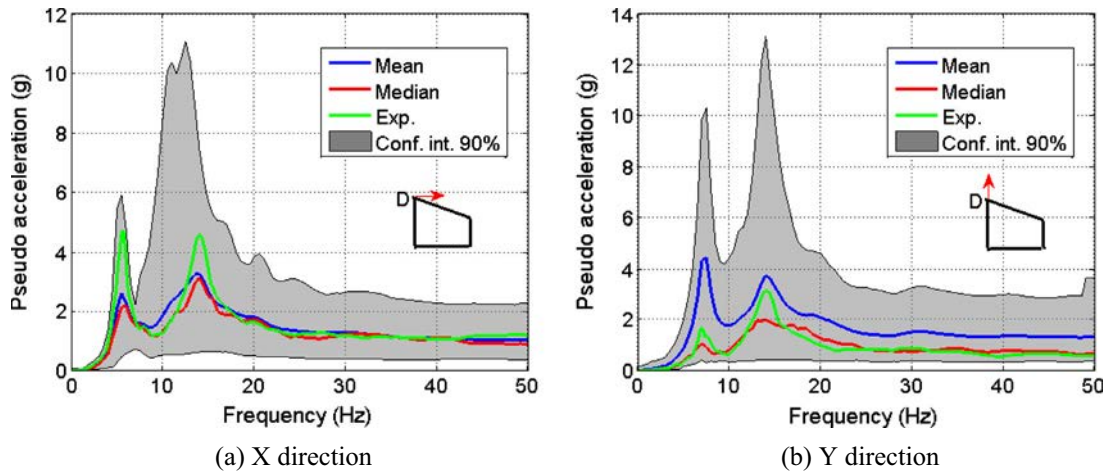 12
10
8
6
4
2
0
Pseudo acceleration (g)
Mean
Median
Exp.
Conf. int. 90%
D
0 10 20 30 40 50
Frequency (Hz)
(a) X direction
14
12
10
8
6
4
2
0
Pseudo acceleration (g)
Mean
Median
Exp.
Conf. int. 90%
D
0 10 20 30 40 50
Frequency (Hz)
(b) Y direction